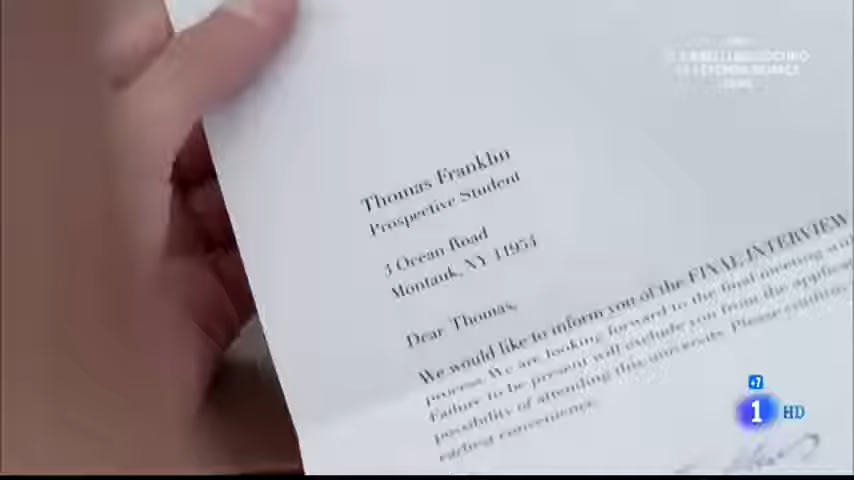 Thomas Franklin
Prospective Student
3 Ocean Road
Montauk, NY 11954
Dear Thomas,
We would like to inform you of the FINAL INTERVIEW
process. We are looking forward to the final meeting
Failure to be present will exclude you from the
possibility of attending this university. Please
earliest convenience.
+7
1 HD